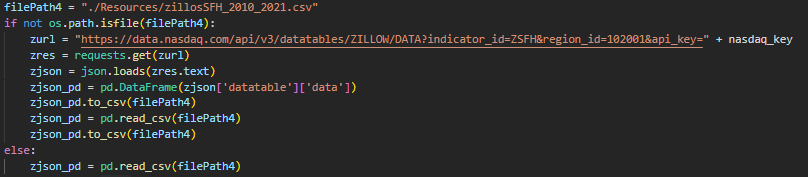 filePath4 = "./Resources/zillosSFH_2010_2021.csv"
if not os.path.isfile(filePath4):
    zurl = "https://data.nasdaq.com/api/v3/datatables/ZILLOW/DATA?indicator_id=ZSFH&region_id=102001&api_key=" + nasdaq_key
    zres = requests.get(zurl)
    zjson = json.loads(zres.text)
    zjson_pd = pd.DataFrame(zjson['datatable']['data'])
    zjson_pd.to_csv(filePath4)
    zjson_pd = pd.read_csv(filePath4)
    zjson_pd.to_csv(filePath4)
else:
    zjson_pd = pd.read_csv(filePath4)